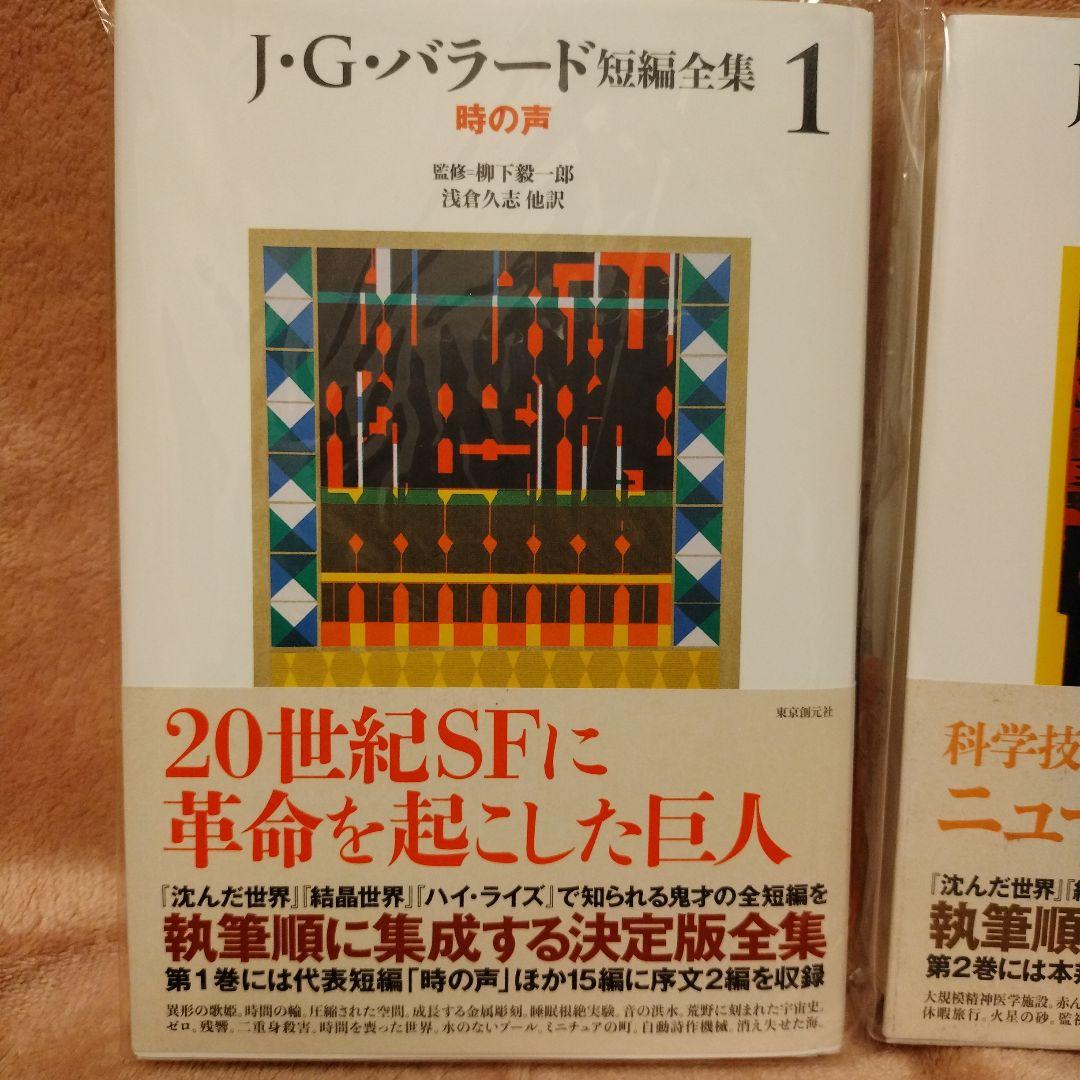 J・G・バラード短編全集 1
時の声
監修=柳下毅一郎
浅倉久志 他訳
東京創元社
20世紀SFに
革命を起こした巨人
『沈んだ世界』『結晶世界』『ハイ・ライズ』で知られる鬼才の全短編を
執筆順に集成する決定版全集
第1巻には代表短編「時の声」ほか15編に序文2編を収録
異形の歌姫。時間の輪。圧縮された空間。成長する金属彫刻。睡眠根絶実験。音の洪水。荒野に刻まれた宇宙史。
ゼロ。残響。二重身殺害。時間を喪った世界。水のないプール。ミニチュアの町。自動詩作機械。消え失せた海。
J
科学技
ニュー
『沈んだ世界』『結
執筆順
第2巻には本邦
大規模精神医学施設。赤ん
休暇旅行。火星の砂。監視